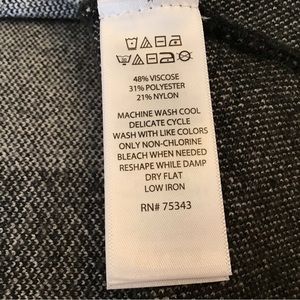 48% VISCOSE
31% POLYESTER
21% NYLON
MACHINE WASH COOL
DELICATE CYCLE
WASH WITH LIKE COLORS
ONLY NON-CHLORINE
BLEACH WHEN NEEDED
RESHAPE WHILE DAMP
DRY FLAT
LOW IRON
RN# 75343